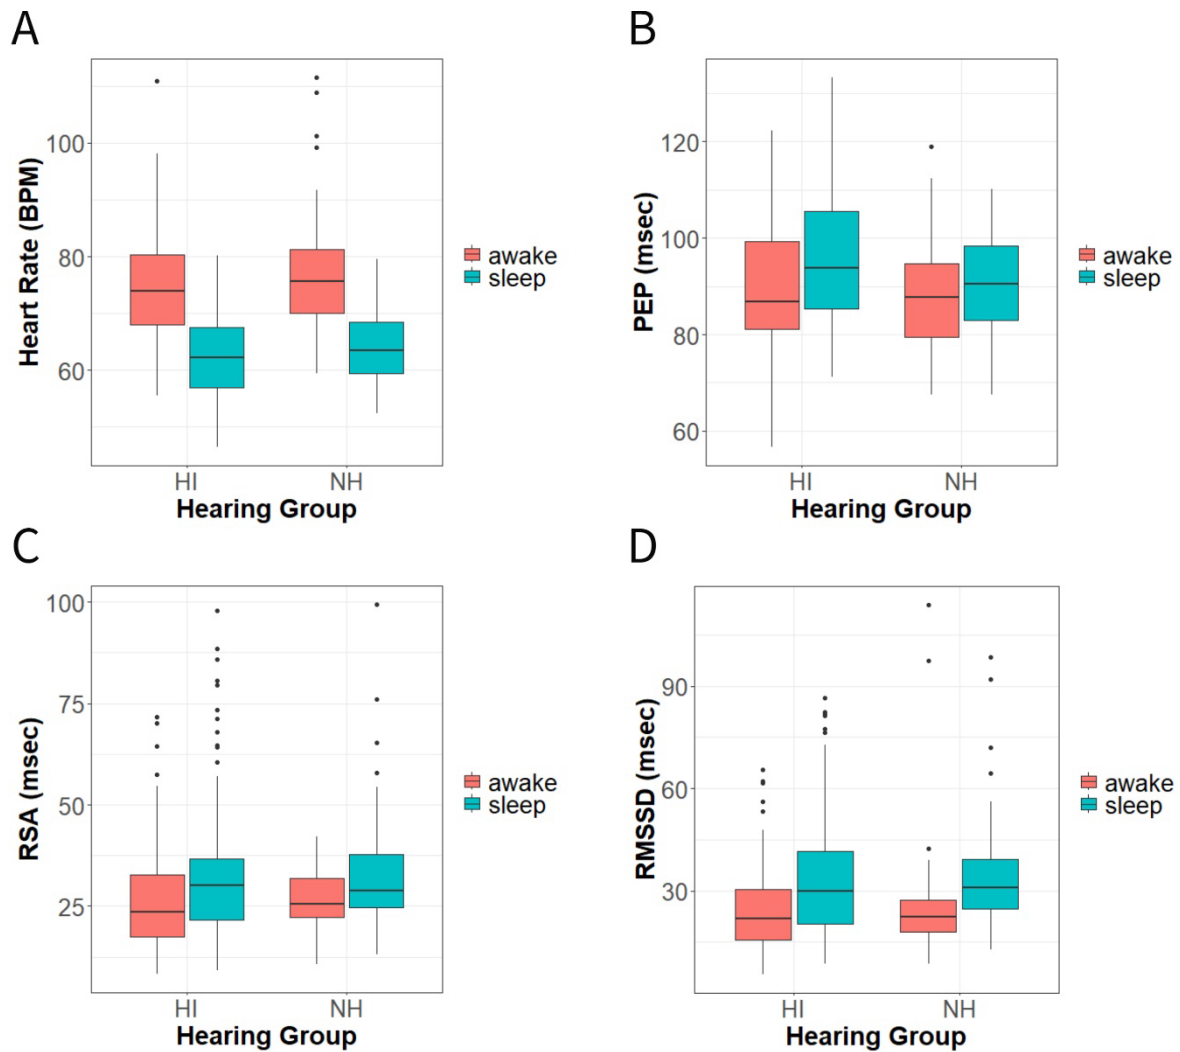 A
Heart Rate (BPM)
100
80
60
HI
NH
Hearing Group
awake
sleep
B
PEP (msec)
120
100
80
60
HI
NH
Hearing Group
awake
sleep
C
RSA (msec)
100
75
50
25
HI
NH
Hearing Group
awake
sleep
D
RMSSD (msec)
90
60
30
HI
NH
Hearing Group
awake
sleep